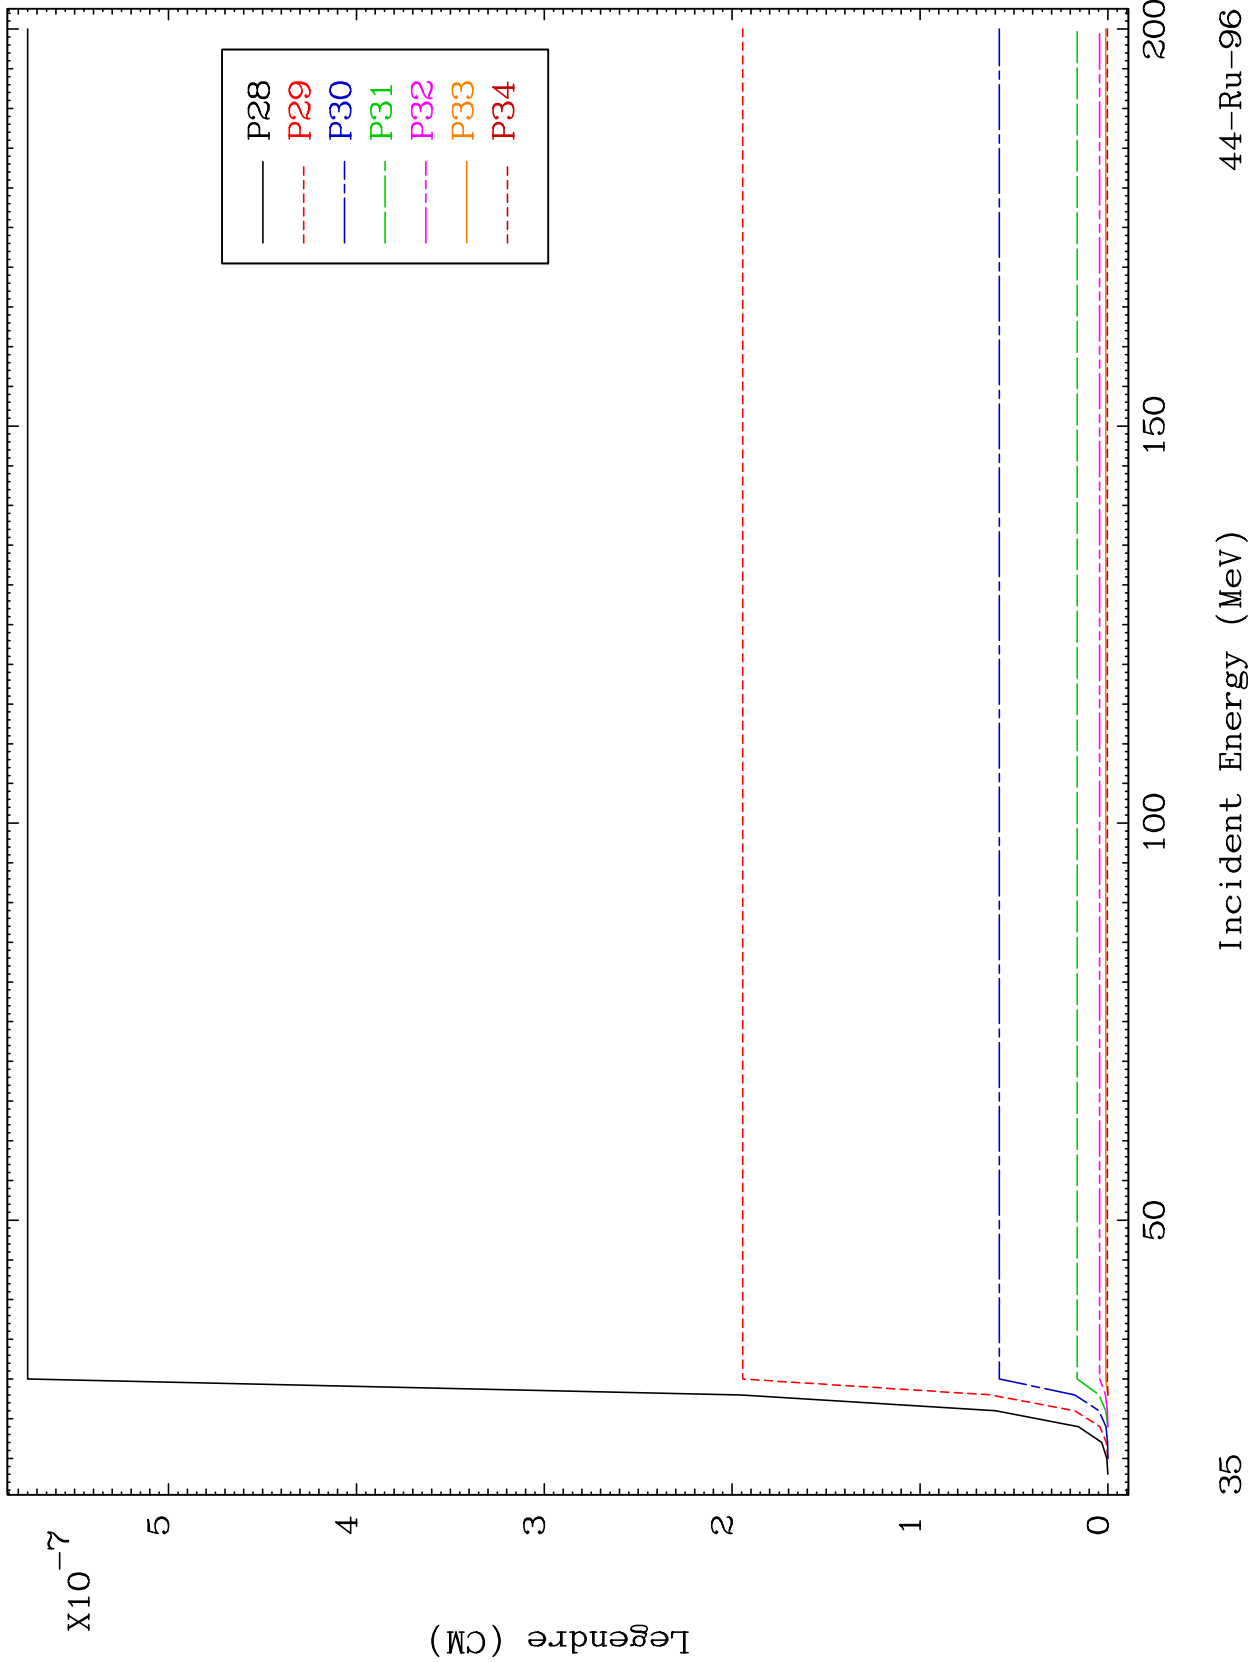 X10-7
5
4
3
2
1
0
Legendre (CM)
P28
P29
P30
P31
P32
P33
P34
50
100
150
200
Incident Energy (MeV)
35
44-Ru-96